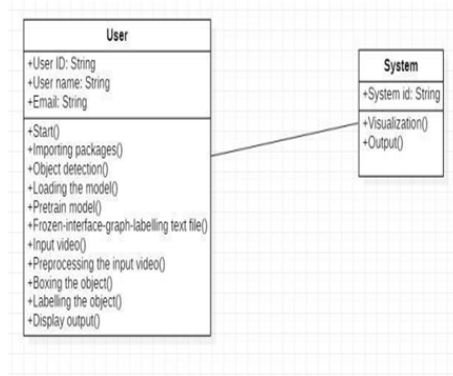 User
+User ID: String
+User name: String
+Email: String
+Start()
+Importing packages()
+Object detection()
+Loading the model()
+Pretrain model()
+Frozen-interface-graph-labelling text file()
+Input video()
+Preprocessing the input video()
+Boxing the object()
+Labelling the object()
+Display output()
System
+System id: String
+Visualization()
+Output()